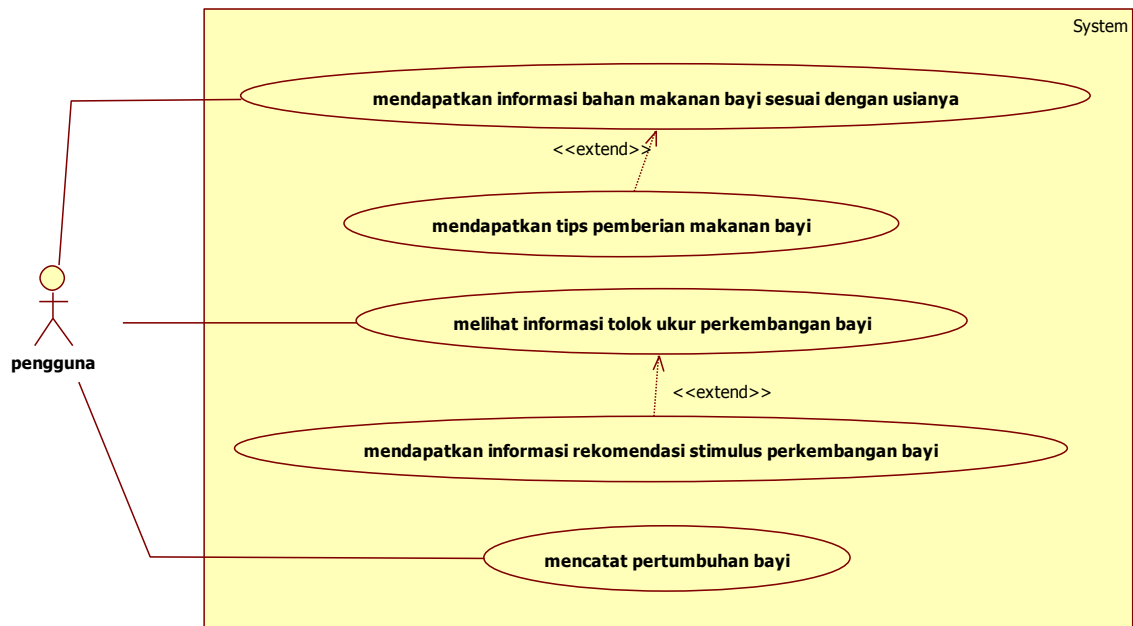 System
mendapatkan informasi bahan makanan bayi sesuai dengan usianya
<<extend>>
mendapatkan tips pemberian makanan bayi
melihat informasi tolok ukur perkembangan bayi
pengguna
<<extend>>
mendapatkan informasi rekomendasi stimulus perkembangan bayi
mencatat pertumbuhan bayi